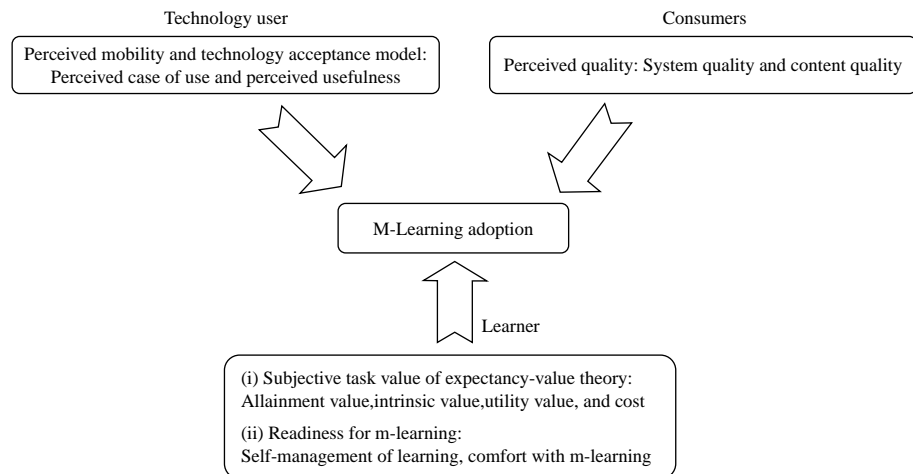 Technology user
Perceived mobility and technology acceptance model:
Perceived case of use and perceived usefulness
Consumers
Perceived quality: System quality and content quality
M-Learning adoption
Learner
(i) Subjective task value of expectancy-value theory:
Allainment value,intrinsic value,utility value, and cost
(ii) Readiness for m-learning:
Self-management of learning, comfort with m-learning